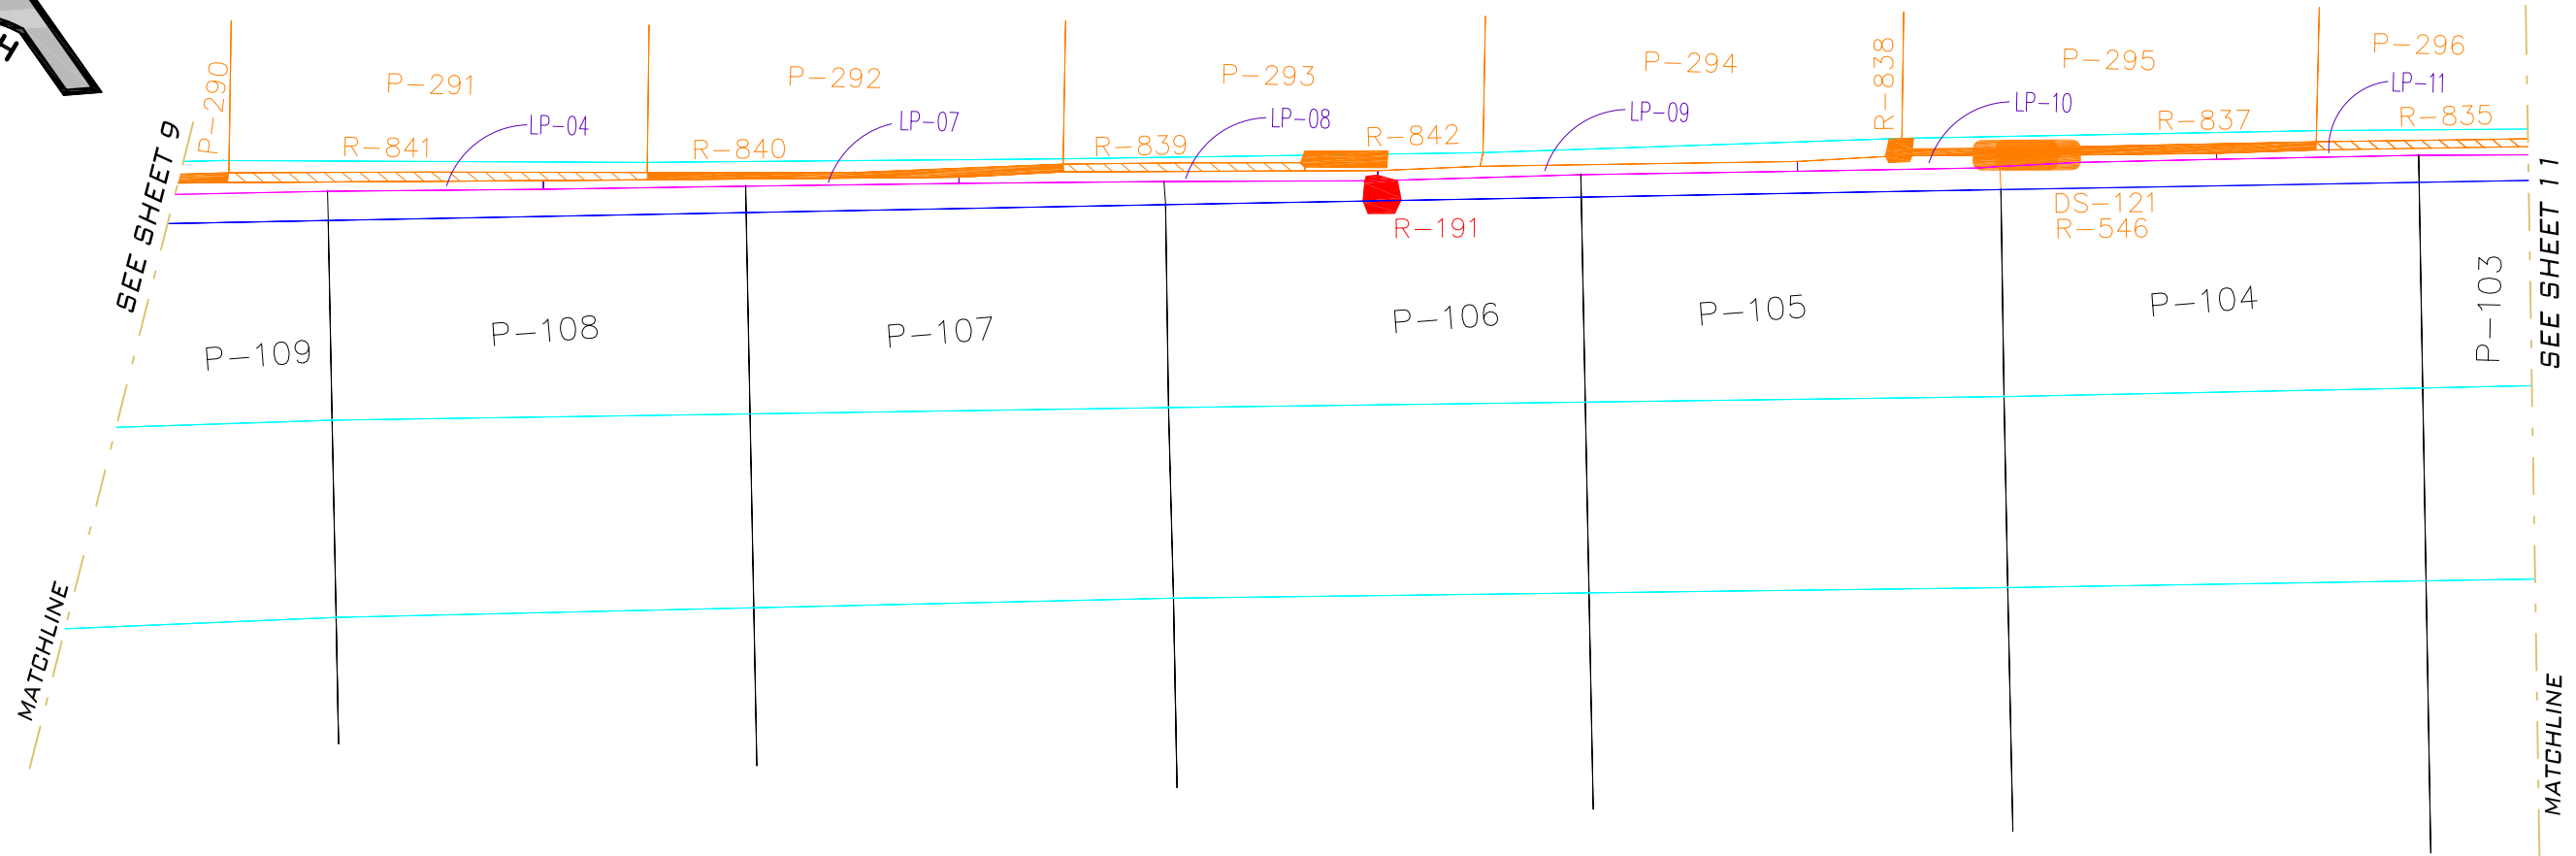 H
P-290
P-291
P-292
P-293
P-294
R-838
P-295
P-296
LP-04
LP-07
LP-08
LP-09
LP-10
LP-11
R-841
R-840
R-839
R-842
R-837
R-835
SEE SHEET 9
R-191
DS-121
R-546
SEE SHEET 11
P-109
P-108
P-107
P-106
P-105
P-104
P-103
MATCHLINE
MATCHLINE